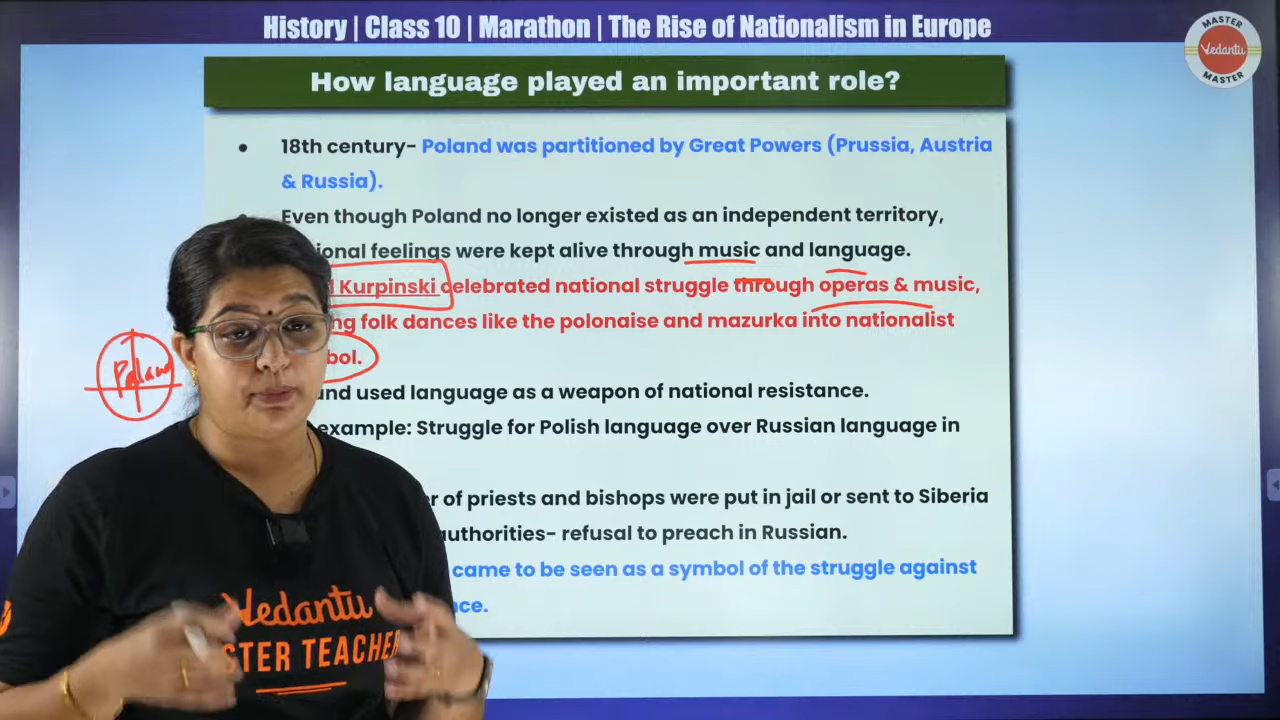 History | Class 10 | Marathon | The Rise of Nationalism in Europe
MASTER
Vedantu
MASTER
How language played an important role?
18th century- Poland was partitioned by Great Powers (Prussia, Austria
& Russia).
Even though Poland no longer existed as an independent territory,
ional feelings were kept alive through music and language.
Kurpinski celebrated national struggle through operas & music,
ng folk dances like the polonaise and mazurka into nationalist
bol.
Poland
and used language as a weapon of national resistance.
example: Struggle for Polish language over Russian language in
er of priests and bishops were put in jail or sent to Siberia
authorities- refusal to preach in Russian.
came to be seen as a symbol of the struggle against
nce.
Vedantu
STER TEACHER